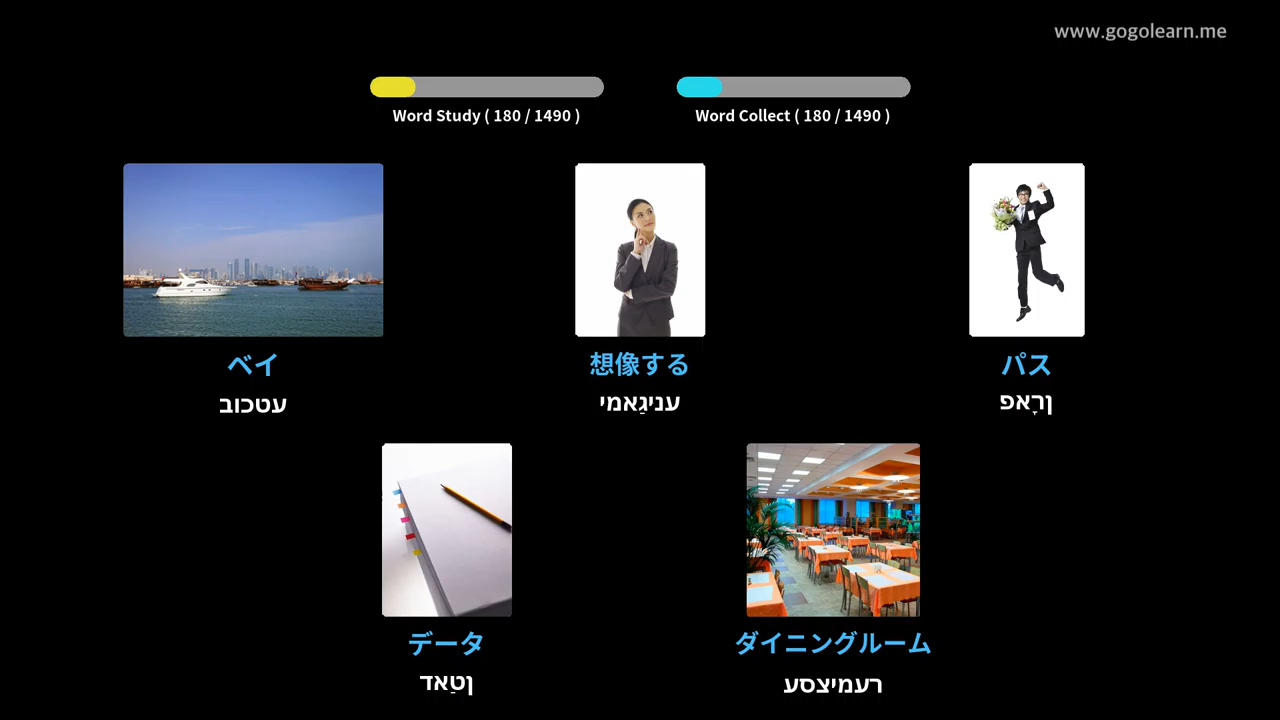 www.gogolearn.me
Word Study ( 180 / 1490 )
Word Collect ( 180 / 1490 )
ベイ
עטכוב
想像する
עניגַאמי
パス
ןרָאפ
データ
ןטַאד
ダイニングルーム
רעמיצסע